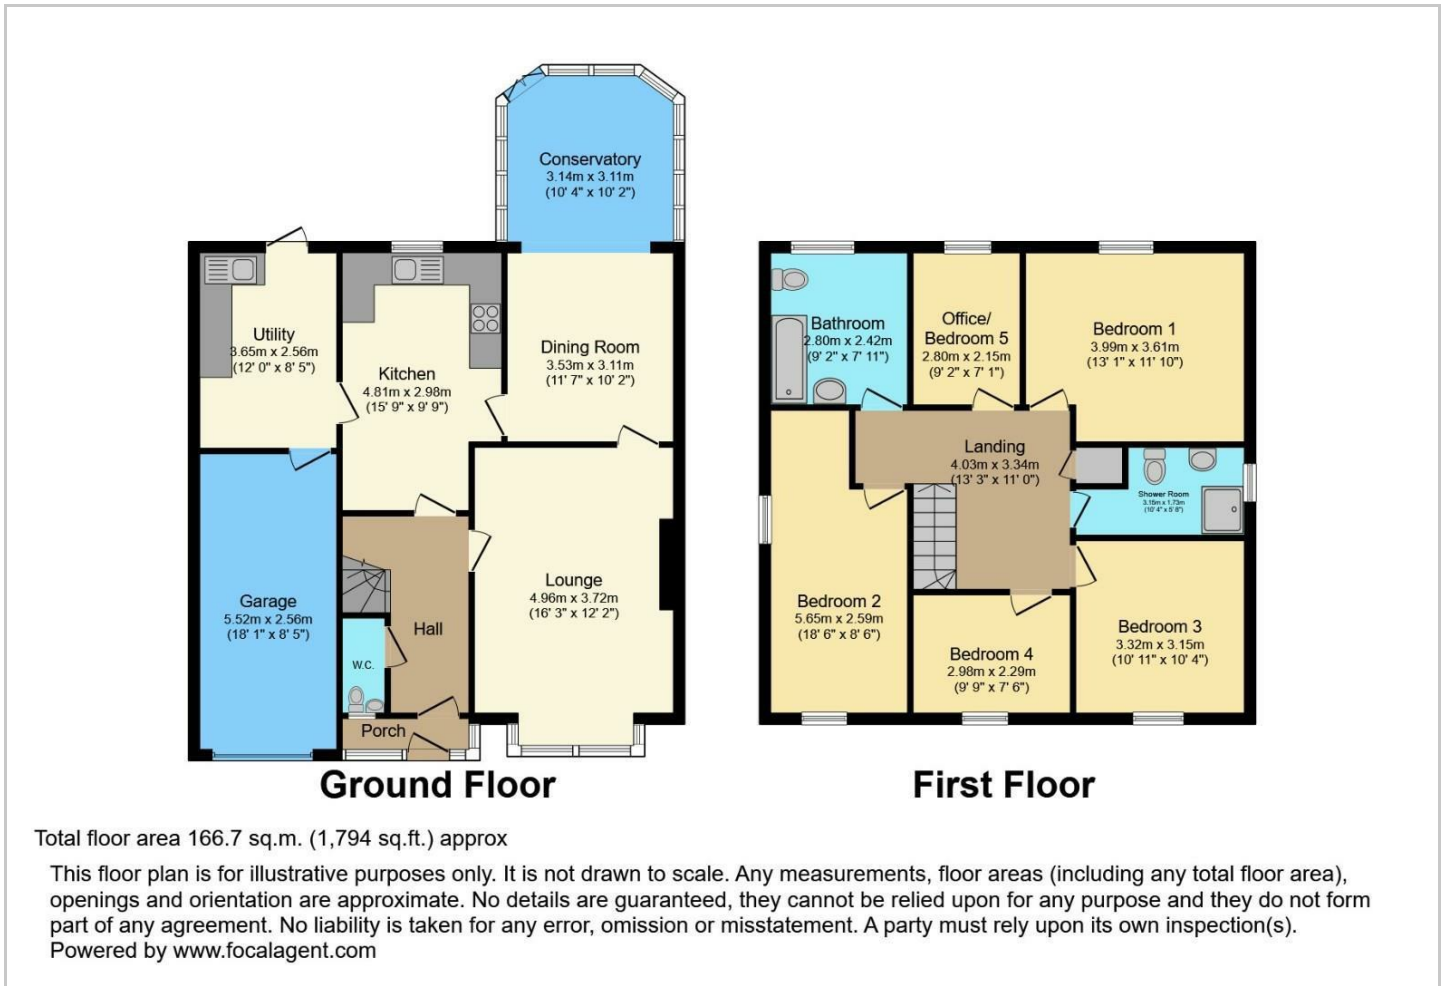 Conservatory
3.14m x 3.11m
(10' 4" x 10' 2")
Utility
3.65m x 2.56m
(12' 0" x 8' 5")
Kitchen
4.81m x 2.98m
(15' 9" x 9' 9")
Dining Room
3.53m x 3.11m
(11' 7" x 10' 2")
Garage
5.52m x 2.56m
(18' 1" x 8' 5")
Hall
W.C.
Porch
Lounge
4.96m x 3.72m
(16' 3" x 12' 2")
Ground Floor
Bathroom
2.80m x 2.42m
(9' 2" x 7' 11")
Office/
Bedroom 5
2.80m x 2.15m
(9' 2" x 7' 1")
Bedroom 1
3.99m x 3.61m
(13' 1" x 11' 10")
Landing
4.03m x 3.34m
(13' 3" x 11' 0")
Shower Room
3.15m x 1.73m
(10' 4" x 5' 8")
Bedroom 2
5.65m x 2.59m
(18' 6" x 8' 6")
Bedroom 4
2.98m x 2.29m
(9' 9" x 7' 6")
Bedroom 3
3.32m x 3.15m
(10' 11" x 10' 4")
First Floor
Total floor area 166.7 sq.m. (1,794 sq.ft.) approx
This floor plan is for illustrative purposes only. It is not drawn to scale. Any measurements, floor areas (including any total floor area),
openings and orientation are approximate. No details are guaranteed, they cannot be relied upon for any purpose and they do not form
part of any agreement. No liability is taken for any error, omission or misstatement. A party must rely upon its own inspection(s).
Powered by www.focalagent.com